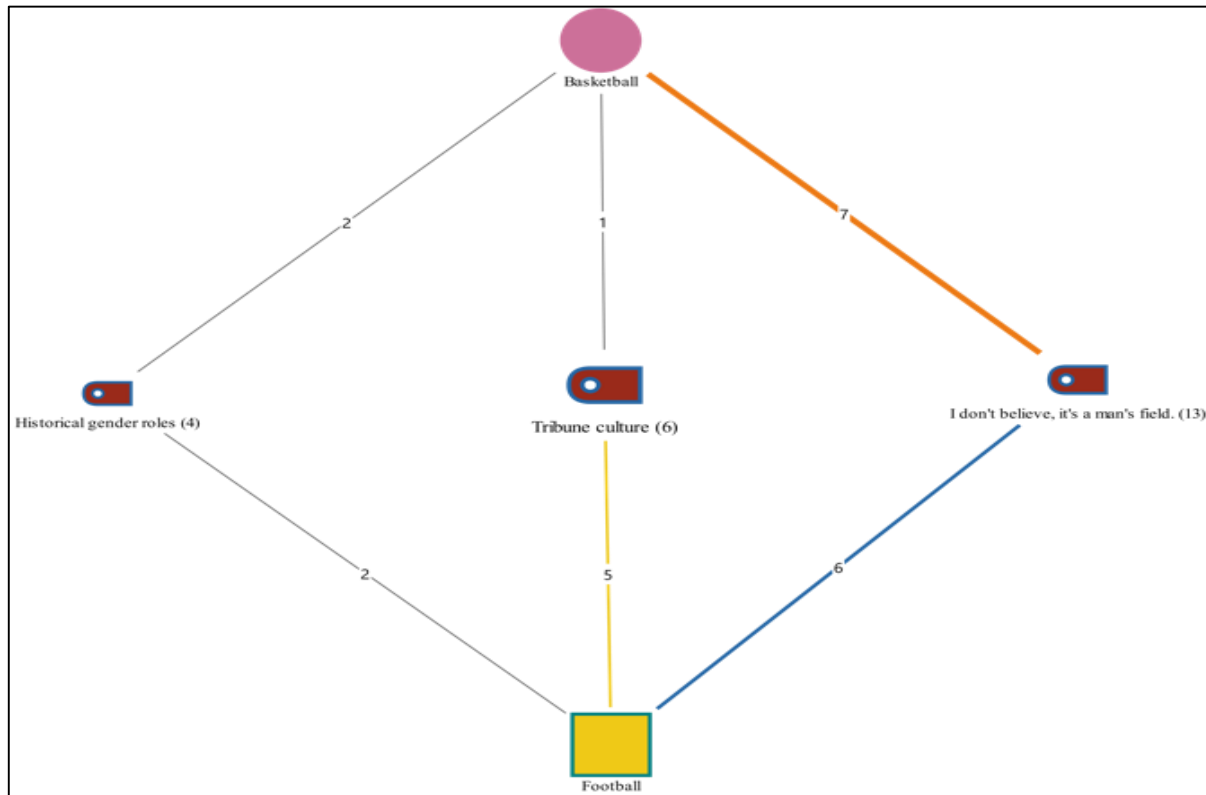 Basketball
2
1
7
Historical gender roles (4)
Tribune culture (6)
I don't believe, it's a man's field. (13)
2
5
6
Football